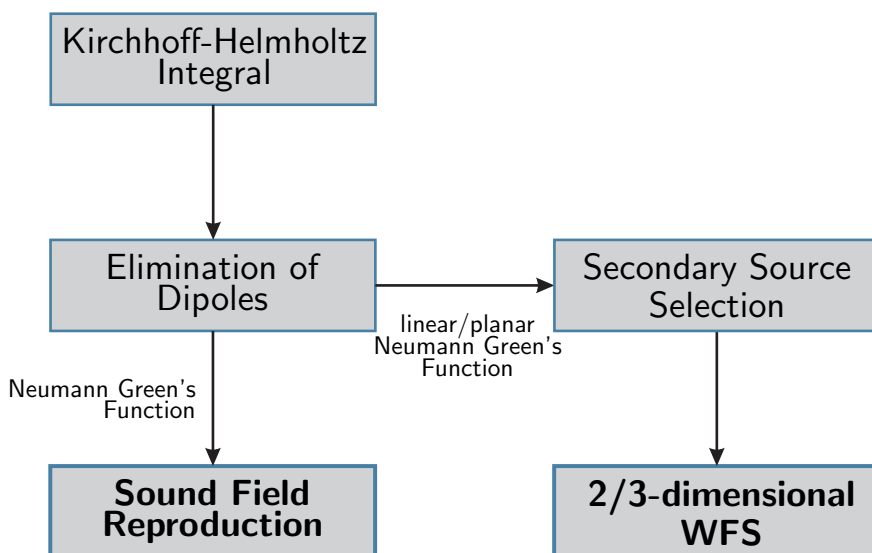 Kirchhoff-Helmholtz
Integral
Elimination of
Dipoles
Secondary Source
Selection
linear/planar
Neumann Green's
Function
Neumann Green's
Function
Sound Field
Reproduction
2/3-dimensional
WFS